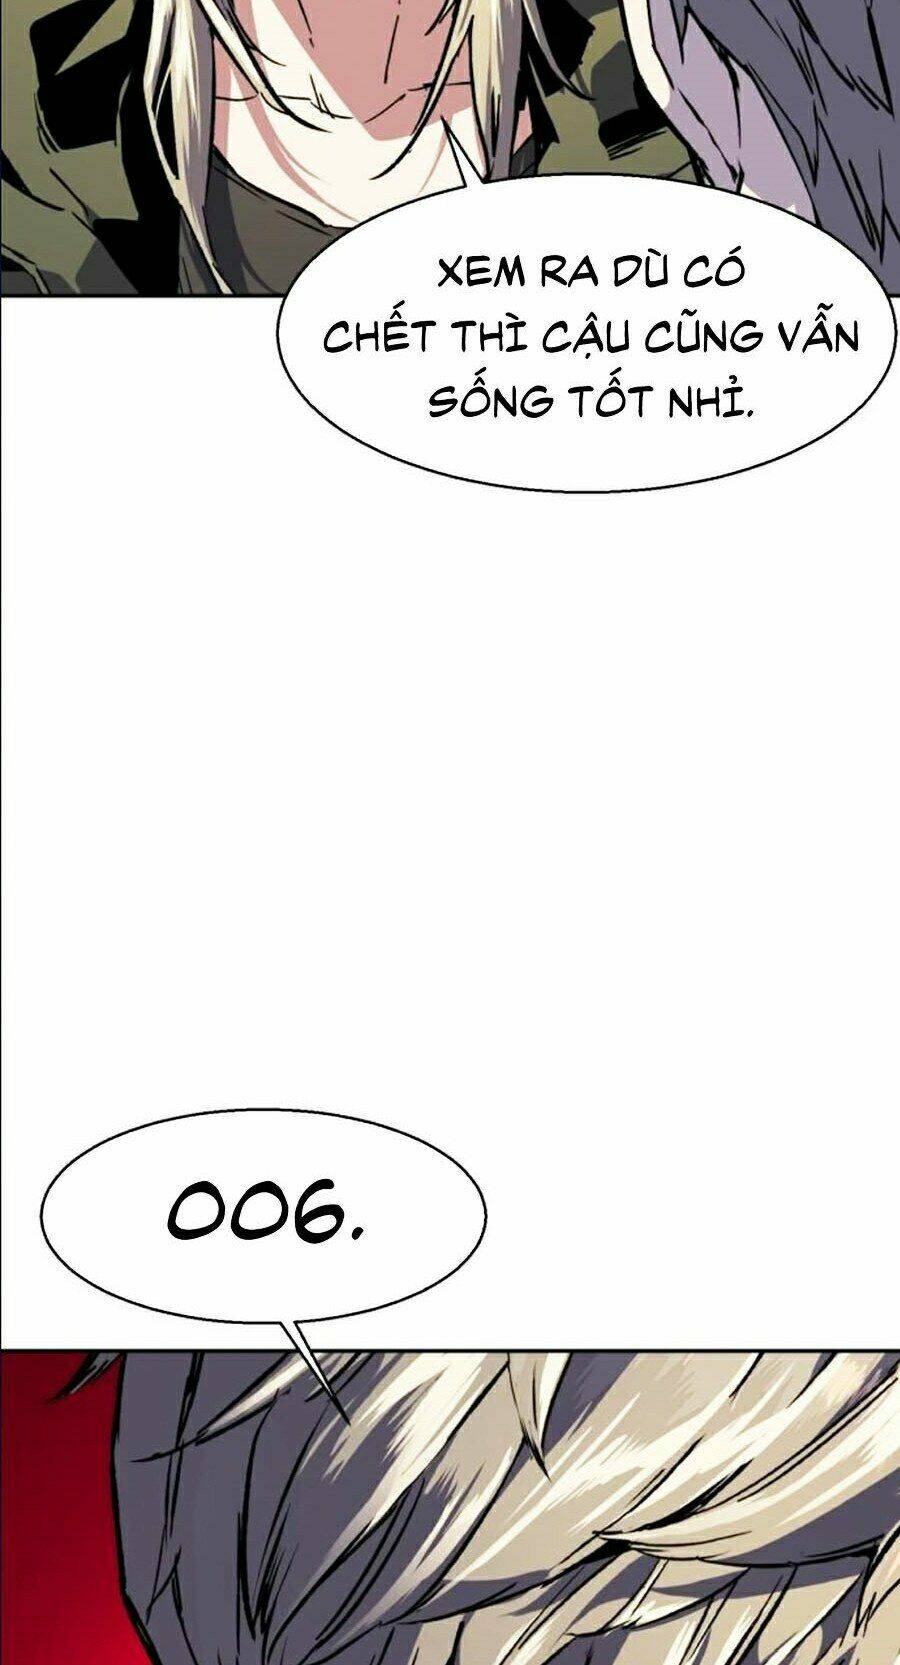 XEM RA DÙ CÓ
CHẾT THÌ CẬU CŨNG VẪN
SỐNG TỐT NHỈ.
006.